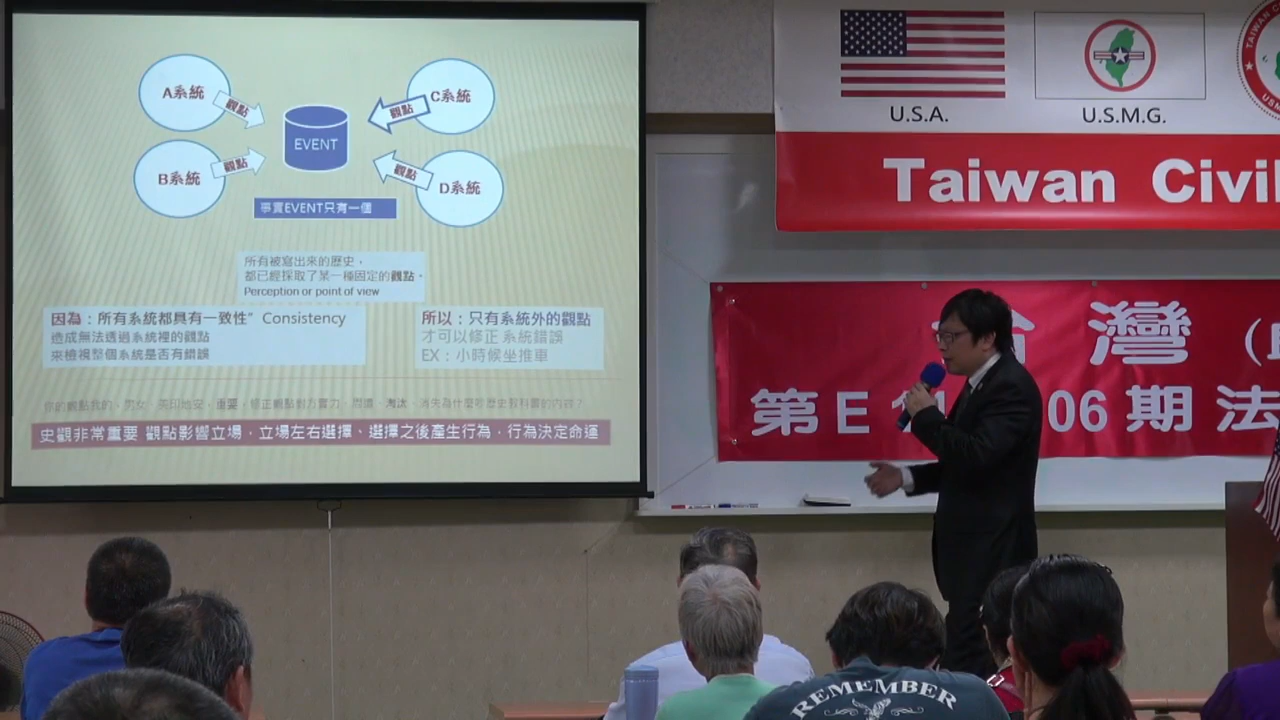 A系統
觀點
EVENT
觀點
C系統
B系統
觀點
觀點
D系統
事實EVENT只有一個
所有被寫出來的歷史，
都已經採取了某一種固定的觀點。
Perception or point of view
因為：所有系統都具有一致性"Consistency
造成無法透過系統裡的觀點
來檢視整個系統是否有錯誤
所以：只有系統外的觀點
才可以修正 系統錯誤
EX：小時候坐推車
史觀非常重要 觀點影響立場，立場左右選擇、選擇之後產生行為，行為決定命運
U.S.A.
U.S.M.G.
Taiwan Civil
灣
第E 06期 法
REMEMBER